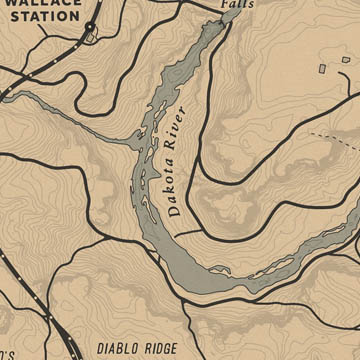 WALLACE
STATION
Falls
Dakota River
DIABLO RIDGE
O'S